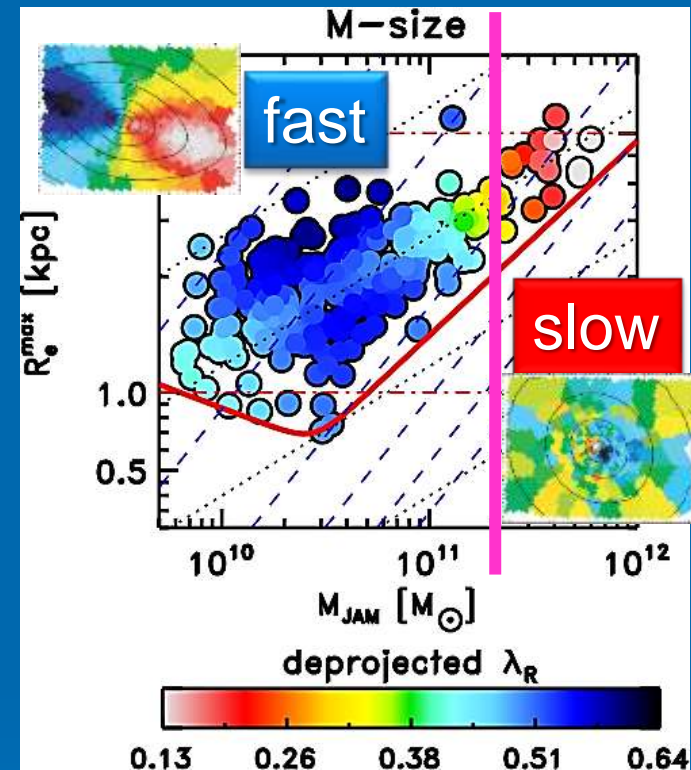 M-size
fast
slow
R_e^max [kpc]
1.0
0.5
10^10 10^11 10^12
M_JAM [M_⊙]
deprojected λ_R
0.13 0.26 0.38 0.51 0.64